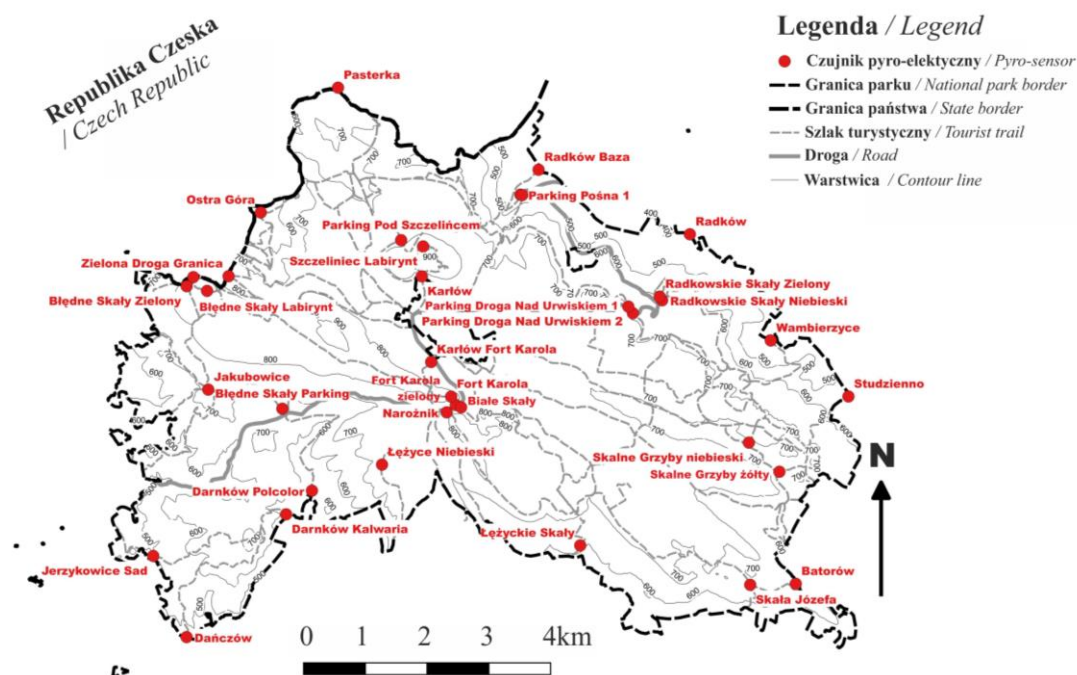 Legenda / Legend
Czujnik pyro-elektyczny / Pyro-sensor
Granica parku / National park border
Granica państwa / State border
Szlak turystyczny / Tourist trail
Droga / Road
Warstwica / Contour line
Republika Czeska
/ Czech Republic
Pasterka
Radków Baza
Parking Pośna 1
Ostra Góra
Parking Pod Szczelińcem
Radków
Szczeliniec Labirynt
Zielona Droga Granica
Karłów
Radkowskie Skały Zielony
Błędne Skały Zielony
Radkowskie Skały Niebieski
Błędne Skały Labirynt
Parking Droga Nad Urwiskiem 1
Parking Droga Nad Urwiskiem 2
Wambierzyce
Karłów Fort Karola
Jakubowice
Fort Karola
zielony
Fort Karola
Studzienno
Błędne Skały Parking
Białe Skały
Narożnik
Łężyce Niebieski
Skalne Grzyby niebieski
Skalne Grzyby żółty
N
Darnków Polcolor
Darnków Kalwaria
Łężyckie Skały
Jerzykowice Sad
Batorów
Skała Józefa
Dańczów
0 1 2 3 4km